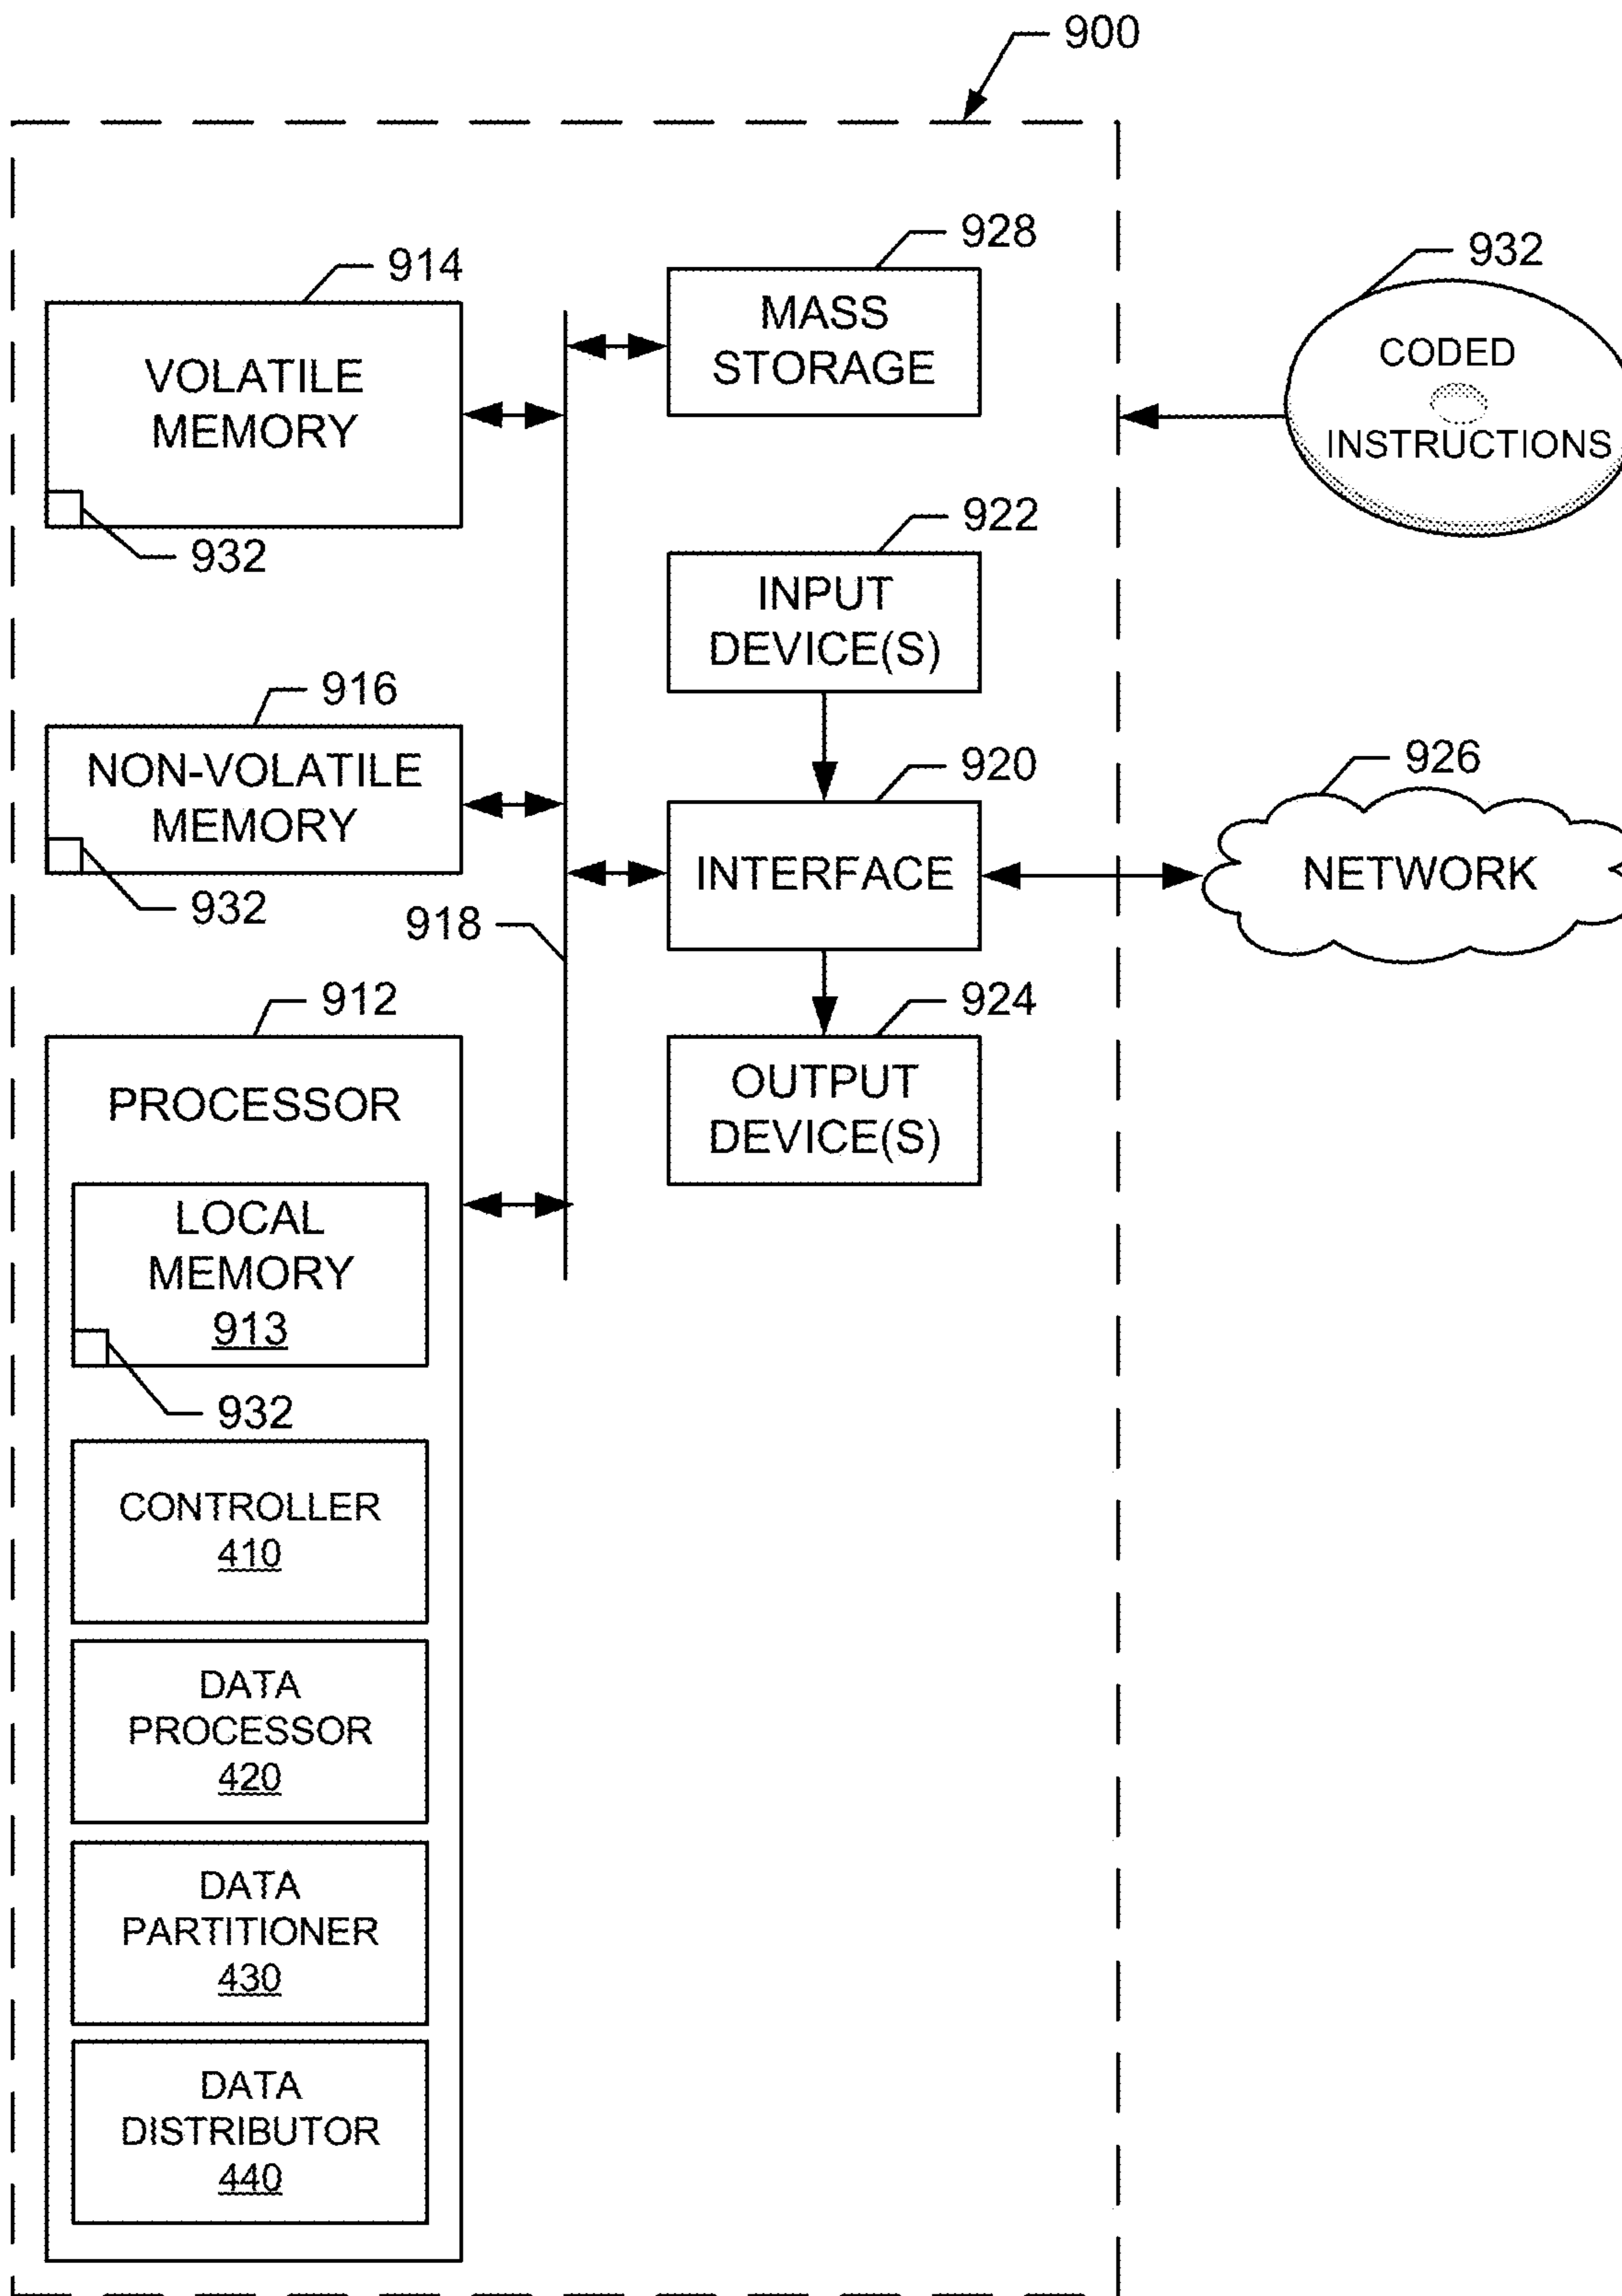 900
928
MASS
STORAGE
914
VOLATILE
MEMORY
932
932
CODED
INSTRUCTIONS
922
INPUT
DEVICE(S)
916
NON-VOLATILE
MEMORY
932
918
920
INTERFACE
926
NETWORK
924
OUTPUT
DEVICE(S)
912
PROCESSOR
LOCAL
MEMORY
913
932
CONTROLLER
410
DATA
PROCESSOR
420
DATA
PARTITIONER
430
DATA
DISTRIBUTOR
440